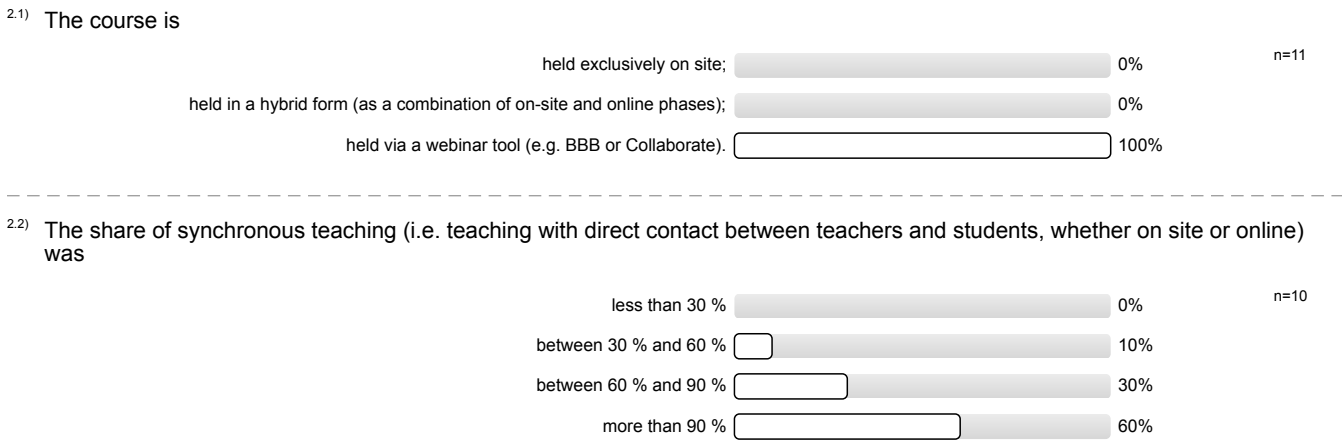 2.1) The course is
held exclusively on site; 0% n=11
held in a hybrid form (as a combination of on-site and online phases); 0%
held via a webinar tool (e.g. BBB or Collaborate). 100%
2.2) The share of synchronous teaching (i.e. teaching with direct contact between teachers and students, whether on site or online)
was
less than 30 % 0% n=10
between 30 % and 60 % 10%
between 60 % and 90 % 30%
more than 90 % 60%